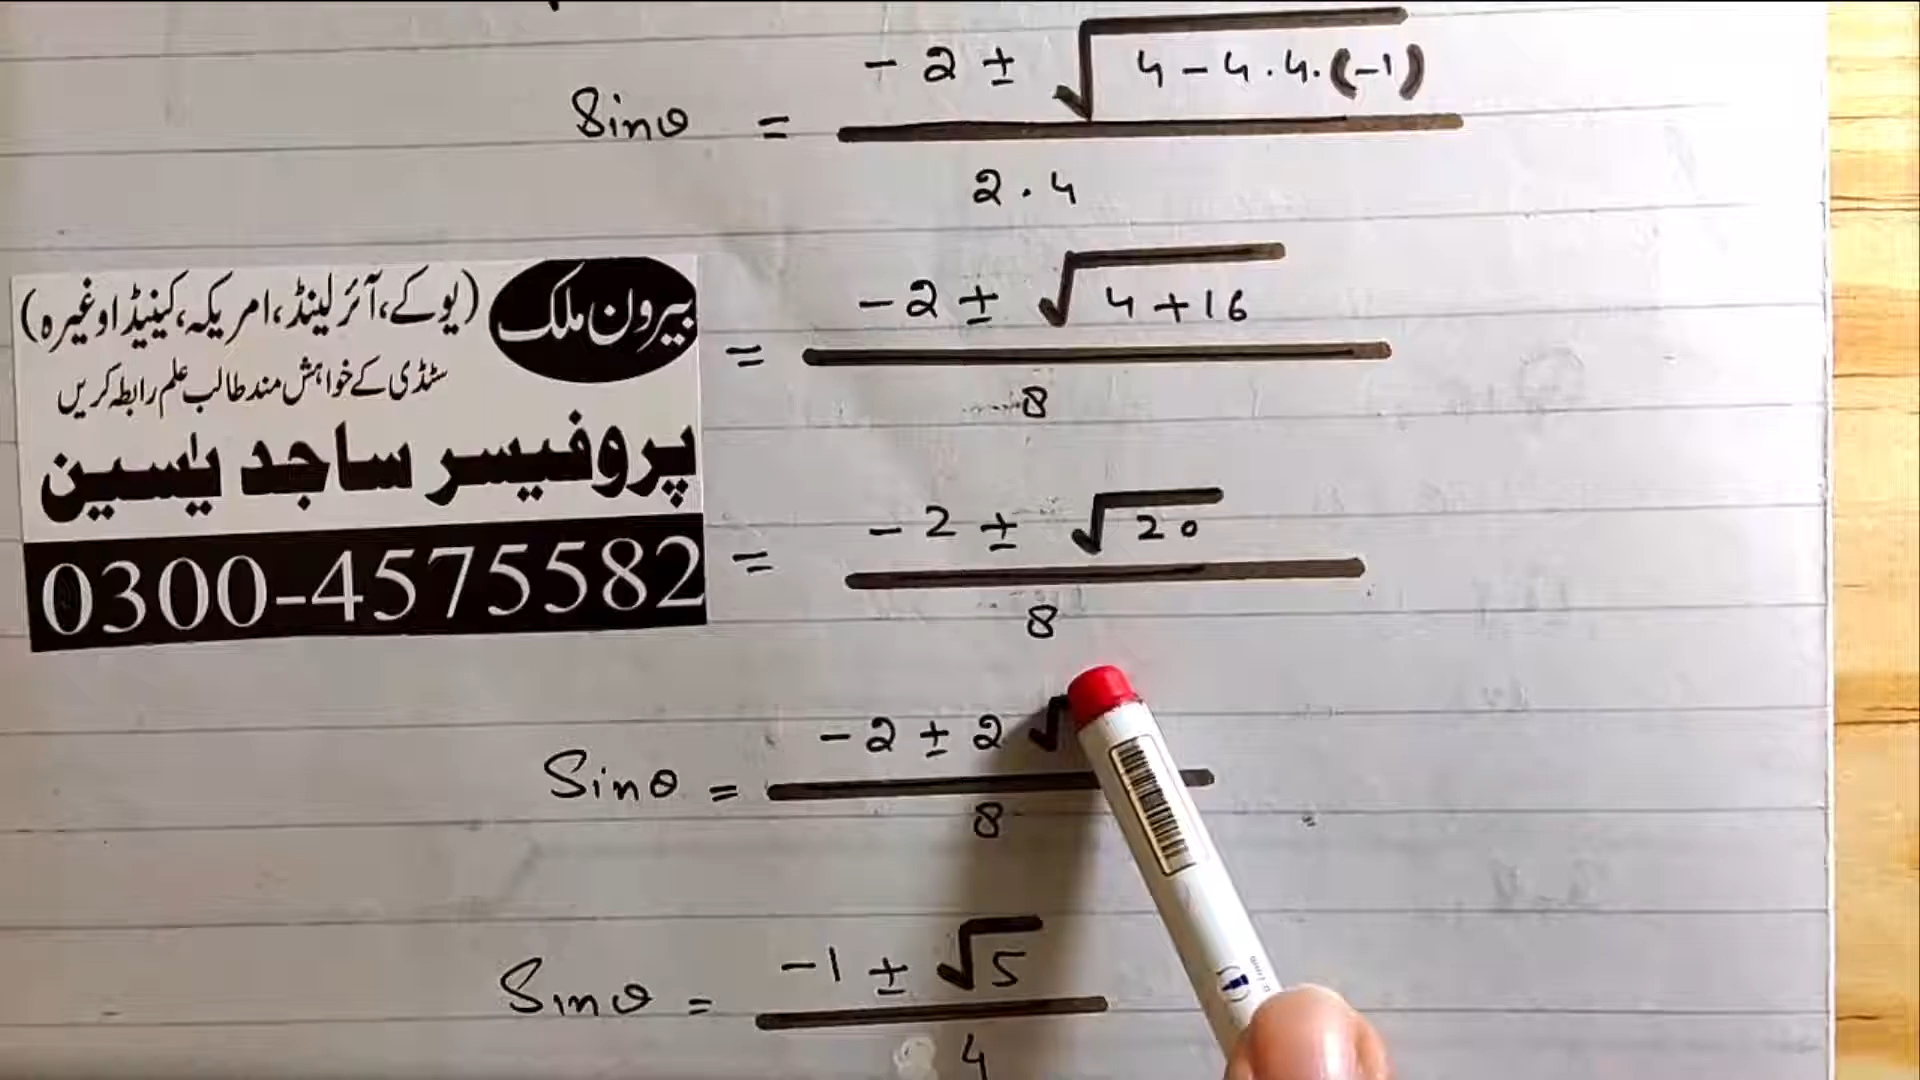 Sinθ = -2 ± √4-4.4.(-1) / 2.4
= -2 ± √4+16 / 8
= -2 ± √20 / 8
Sinθ = -2 ± 2√ / 8
Sinθ = -1 ± √5 / 4
بیرون ملک (یوکے، آئرلینڈ، امریکہ، کینیڈا وغیرہ)
سٹڈی کے خواہش مند طالب علم رابطہ کریں
پروفیسر ساجد یٰسین
0300-4575582